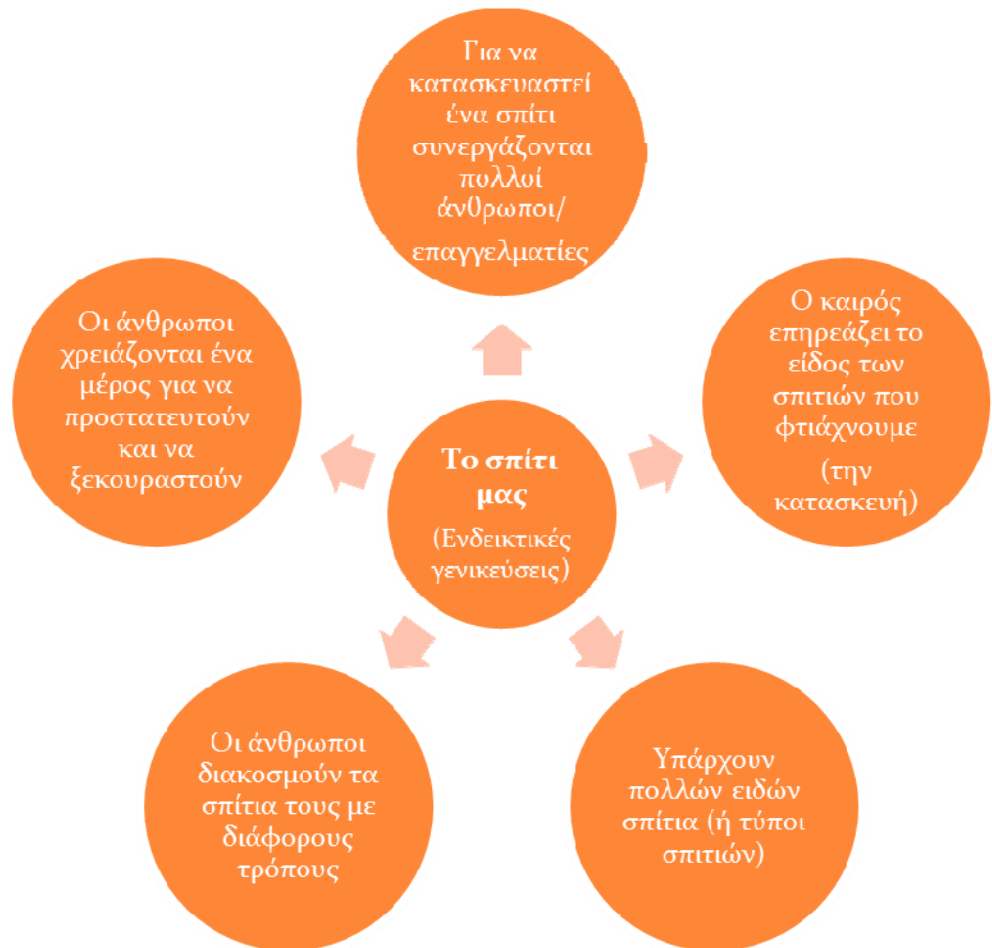 Για να
κατασκευαστεί
ένα σπίτι
συνεργάζονται
πολλοί
άνθρωποι/
επαγγελματίες
Οι άνθρωποι
χρειάζονται ένα
μέρος για να
προστατευτούν
και να
ξεκουραστούν
Ο καιρός
επηρεάζει το
είδος των
σπιτιών που
φτιάχνουμε
(την
κατασκευή)
Το σπίτι
μας
(Ενδεικτικές
γενικεύσεις)
Οι άνθρωποι
διακοσμούν τα
σπίτια τους με
διάφορους
τρόπους
Υπάρχουν
πολλών ειδών
σπίτια (ή τύποι
σπιτιών)